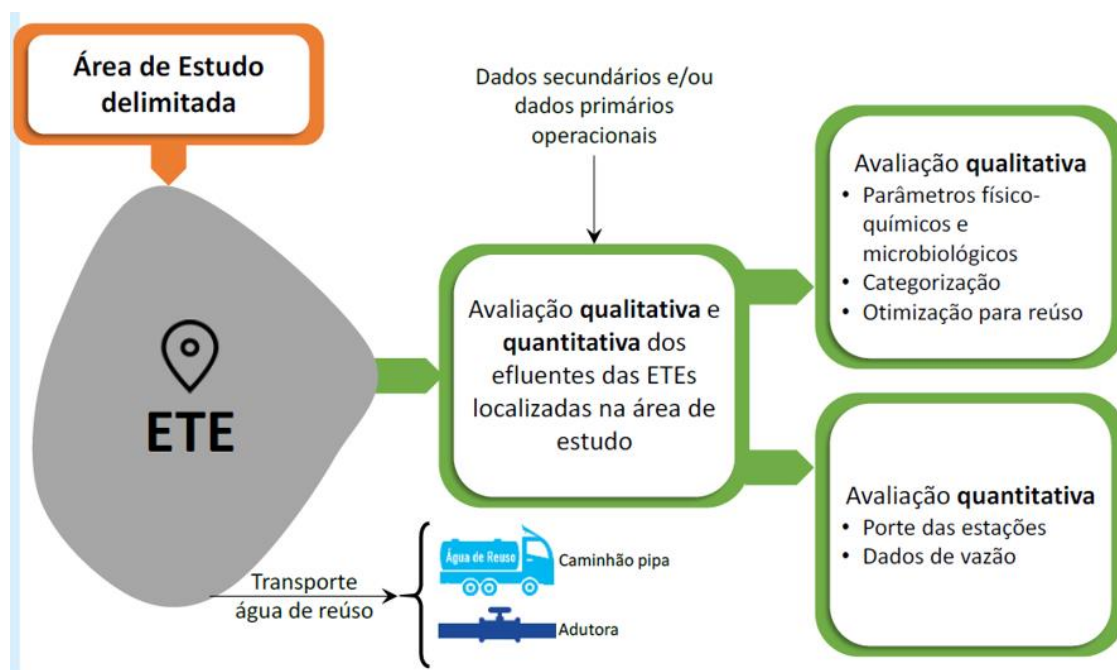 Área de Estudo
delimitada
ETE
Transporte
água de reúso
Água de Reuso
Caminhão pipa
Adutora
Dados secundários e/ou
dados primários
operacionais
Avaliação qualitativa e
quantitativa dos
efluentes das ETEs
localizadas na área de
estudo
Avaliação qualitativa
• Parâmetros físico-
químicos e
microbiológicos
• Categorização
• Otimização para reúso
Avaliação quantitativa
• Porte das estações
• Dados de vazão